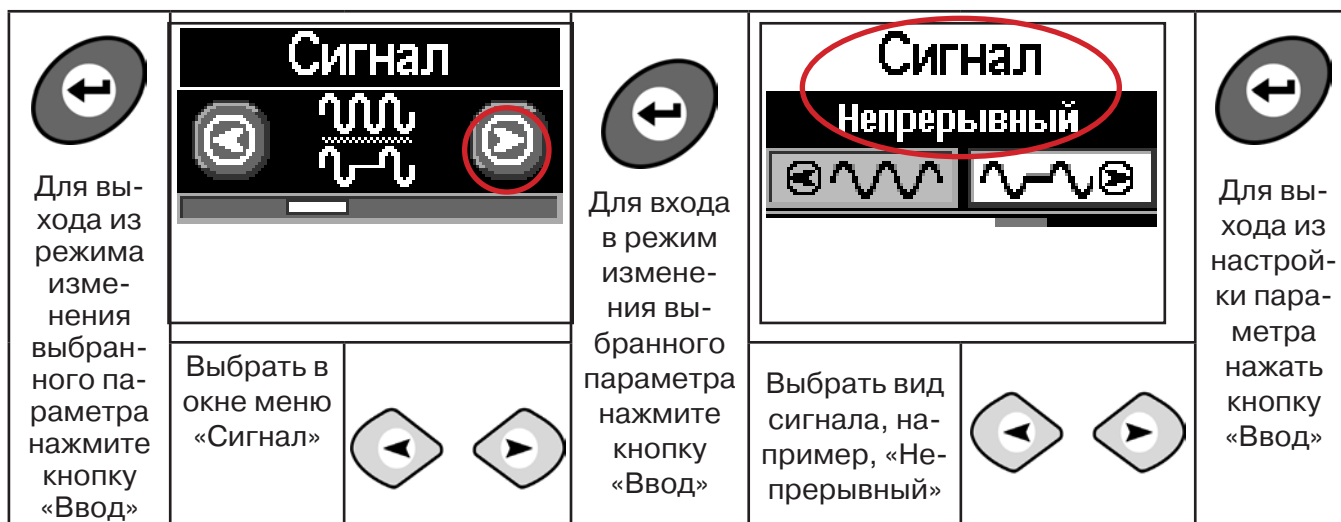 Для вы-
хода из
режима
изме-
нения
выбран-
ного па-
раметра
нажмите
кнопку
«Ввод»
Сигнал
Выбрать в
окне меню
«Сигнал»
Для входа
в режим
измене-
ния вы-
бранного
параметра
нажмите
кнопку
«Ввод»
Сигнал
Непрерывный
Выбрать вид
сигнала, на-
пример, «Не-
прерывный»
Для вы-
хода из
настрой-
ки пара-
метра
нажать
кнопку
«Ввод»